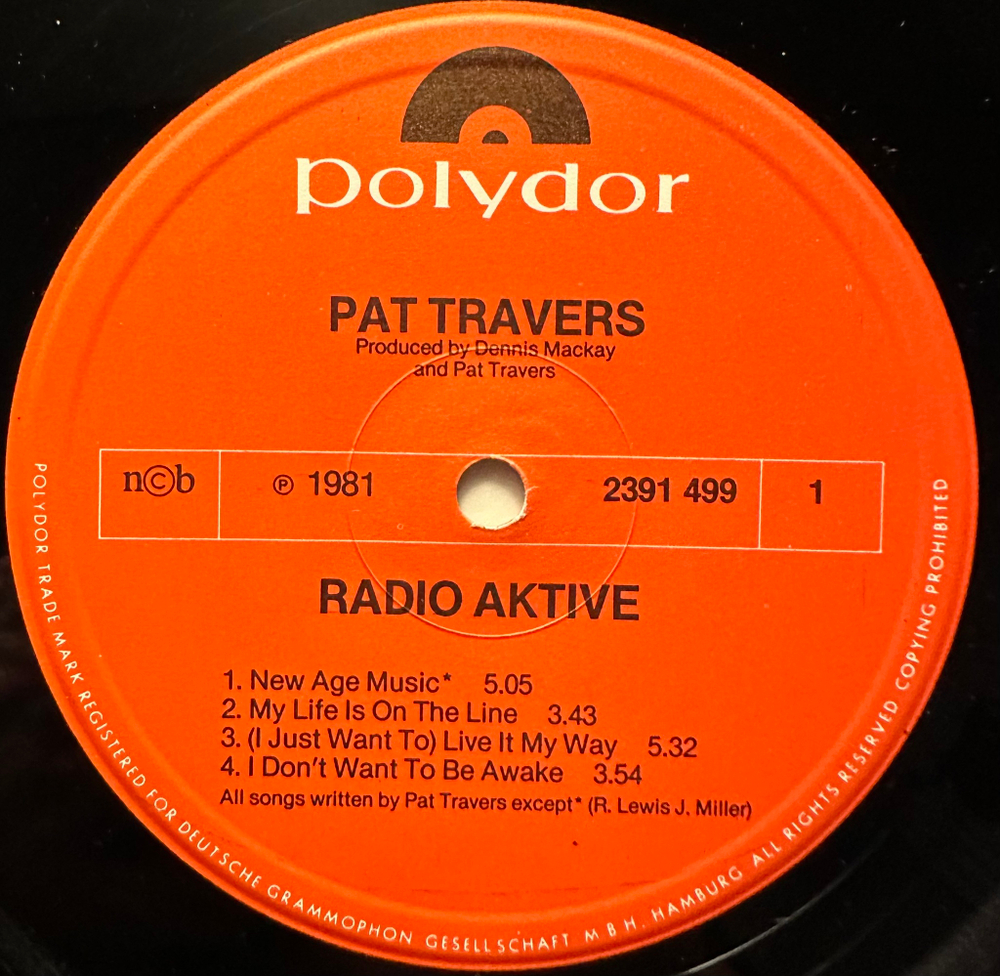 polydor
PAT TRAVERS
Produced by Dennis Mackay
and Pat Travers
n©b ℗ 1981 2391 499 1
RADIO AKTIVE
1. New Age Music* 5.05
2. My Life Is On The Line 3.43
3. (I Just Want To) Live It My Way 5.32
4. I Don't Want To Be Awake 3.54
All songs written by Pat Travers except* (R. Lewis J. Miller)
POLYDOR TRADE MARK REGISTERED FOR DEUTSCHE GRAMMOPHON GESELLSCHAFT M B H. HAMBURG ALL RIGHTS RESERVED COPYING PROHIBITED